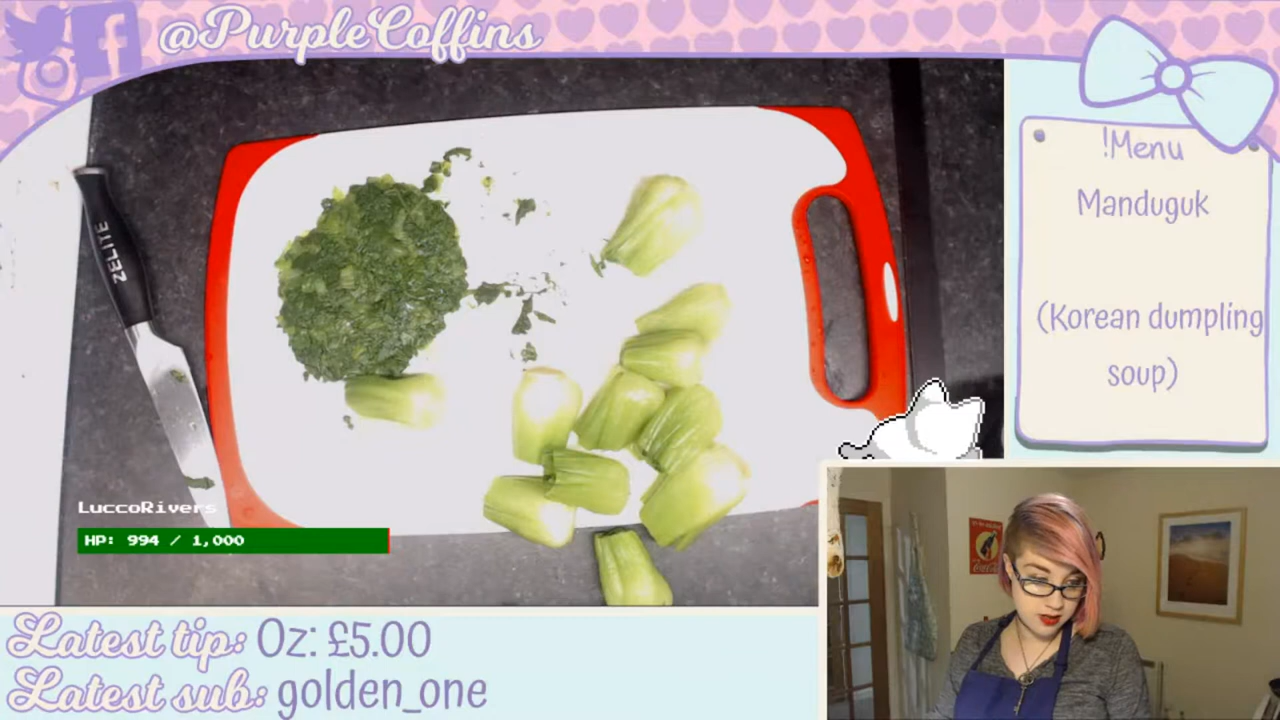 @PurpleCoffins
!Menu
Manduguk
(Korean dumpling
soup)
ZELITE
LuccoRivers
HP: 994 / 1,000
Latest tip: Oz: £5.00
Latest sub: golden_one